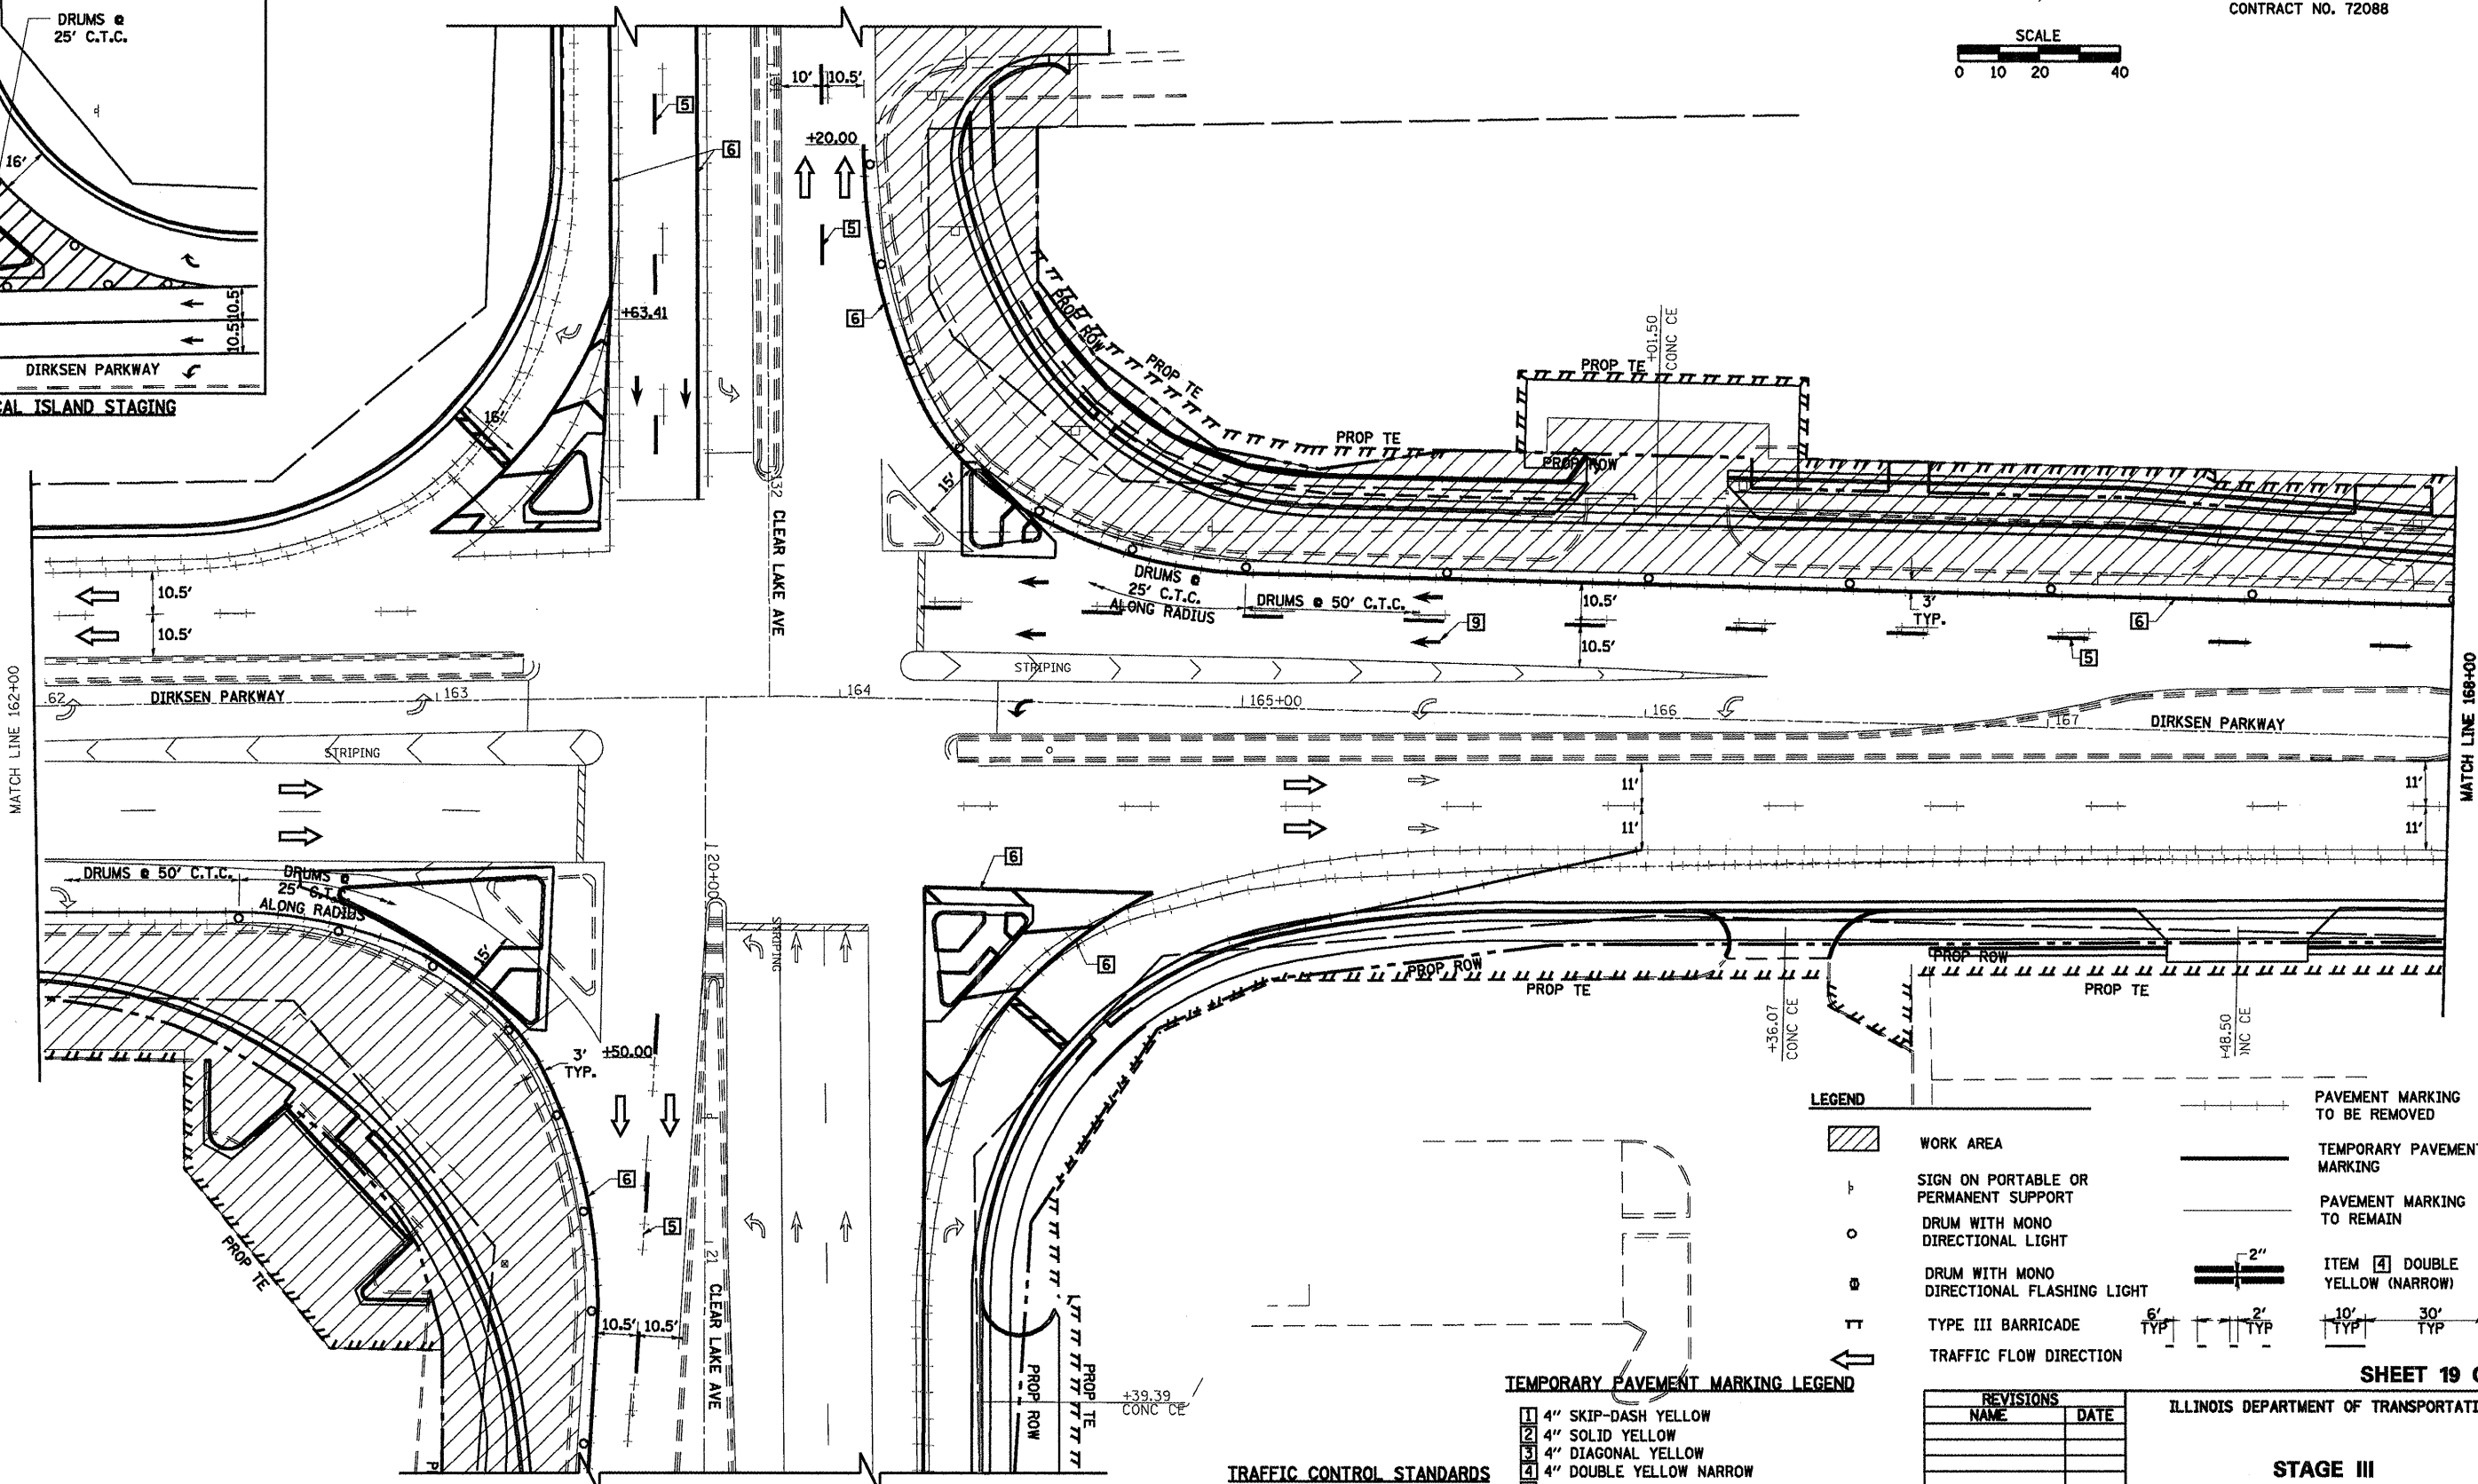 DRUMS @
25' C.T.C.
16'
10.5'
10.5'
DIRKSEN PARKWAY
CAL ISLAND STAGING
CONTRACT NO. 72088
SCALE
0 10 20 40
10' 10.5'
5
6
+20.00
5
6
+63.41
16'
15'
132
CLEAR LAKE AVE
PROP ROW
PROP TE
PROP TE
PROP TE
+01.50
CONC CE
PROP ROW
DRUMS @
25' C.T.C.
ALONG RADIUS
DRUMS @ 50' C.T.C.
10.5'
10.5'
9
3'
TYP.
6
5
10.5'
10.5'
STRIPING
MATCH LINE 162+00
MATCH LINE 168+00
62
DIRKSEN PARKWAY
163
164
165+00
166
167
DIRKSEN PARKWAY
STRIPING
11'
11'
11'
11'
DRUMS @ 50' C.T.C.
DRUMS @
25' C.T.C.
ALONG RADIUS
15'
120+00
STRIPING
6
6
3'
TYP.
+50.00
6
5
21
CLEAR LAKE AVE
10.5' 10.5'
PROP TE
PROP ROW
PROP TE
PROP ROW
PROP TE
+36.07
CONC CE
+48.50
PROP ROW
PROP TE
+39.39
CONC CE
LEGEND
WORK AREA
SIGN ON PORTABLE OR
PERMANENT SUPPORT
DRUM WITH MONO
DIRECTIONAL LIGHT
DRUM WITH MONO
DIRECTIONAL FLASHING LIGHT
TYPE III BARRICADE
TRAFFIC FLOW DIRECTION
PAVEMENT MARKING
TO BE REMOVED
TEMPORARY PAVEMENT
MARKING
PAVEMENT MARKING
TO REMAIN
2"
ITEM 4 DOUBLE
YELLOW (NARROW)
6' TYP
2' TYP
10' TYP
30' TYP
TEMPORARY PAVEMENT MARKING LEGEND
1 4" SKIP-DASH YELLOW
2 4" SOLID YELLOW
3 4" DIAGONAL YELLOW
4 4" DOUBLE YELLOW NARROW
TRAFFIC CONTROL STANDARDS
SHEET 19
REVISIONS
NAME DATE
ILLINOIS DEPARTMENT OF TRANSPORTATI
STAGE III